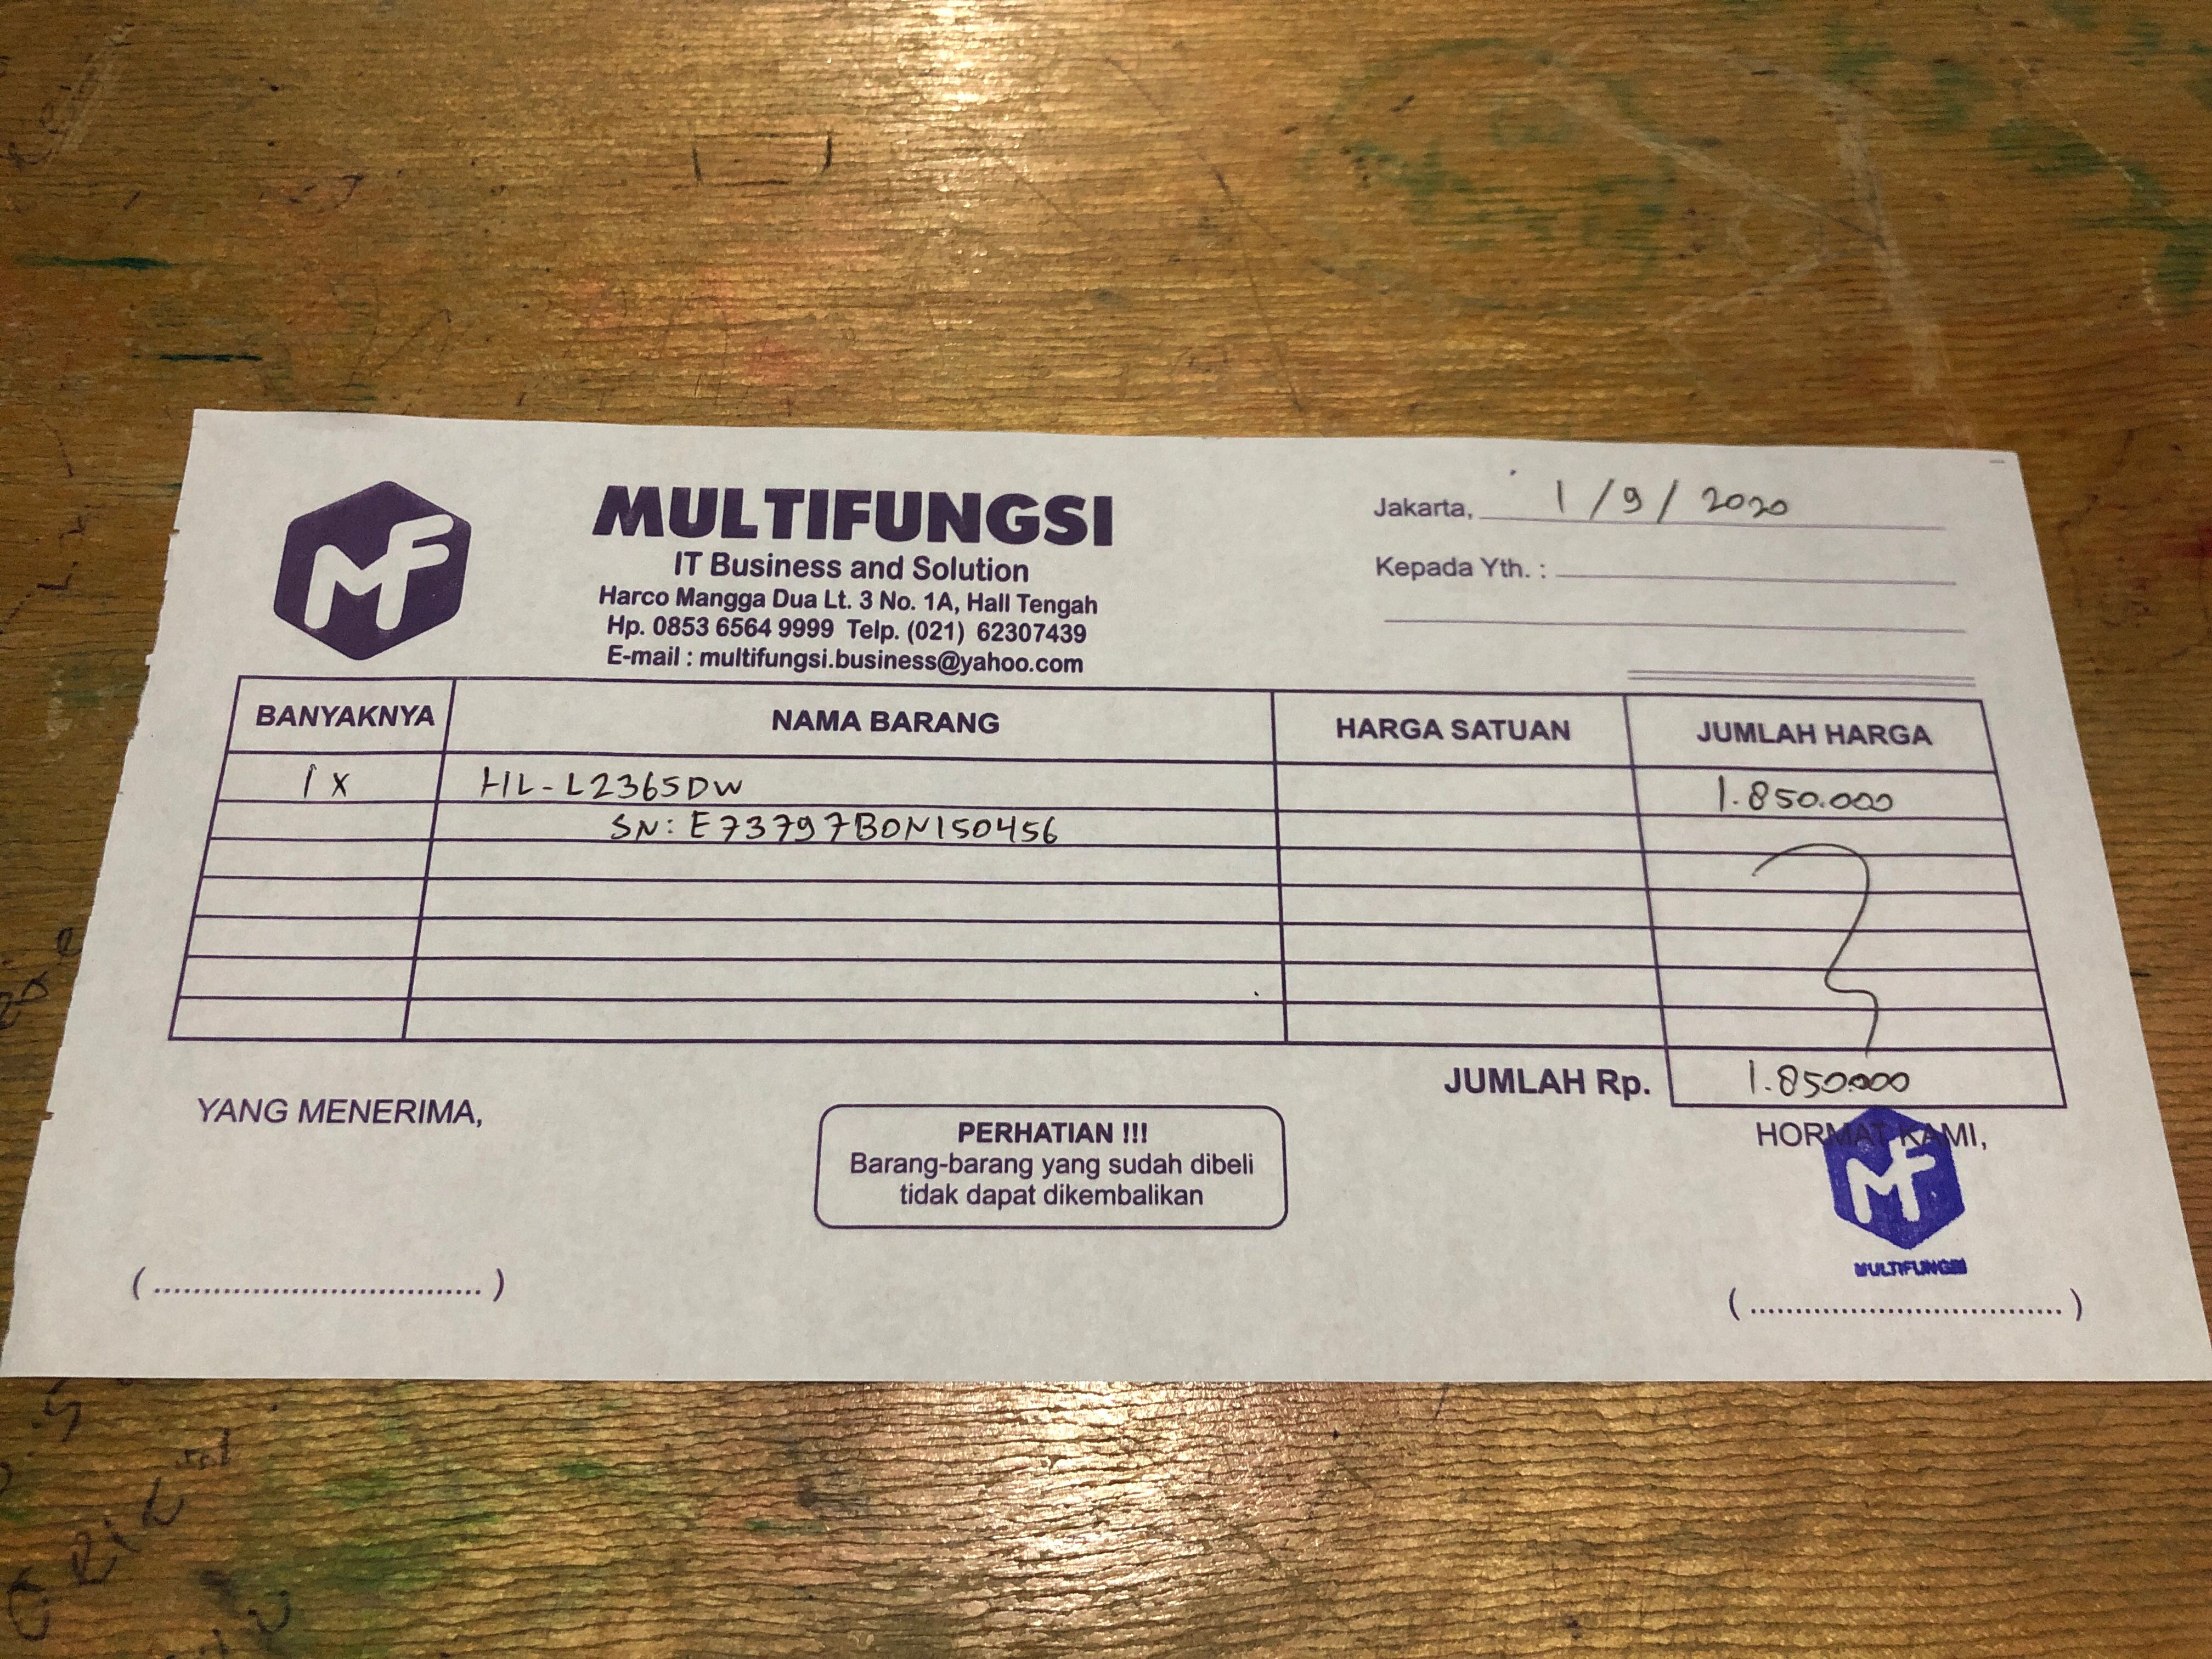 MF
MULTIFUNGSI
IT Business and Solution
Harco Mangga Dua Lt. 3 No. 1A, Hall Tengah
Hp. 0853 6564 9999 Telp. (021) 62307439
E-mail : multifungsi.business@yahoo.com
Jakarta, 1/9/2020
Kepada Yth. :
BANYAKNYA NAMA BARANG HARGA SATUAN JUMLAH HARGA
1 x HL-L2365DW 1.850.000
SN: E73797B0N150456
JUMLAH Rp. 1.850.000
YANG MENERIMA,
PERHATIAN !!!
Barang-barang yang sudah dibeli
tidak dapat dikembalikan
HORMAT KAMI,
MF
MULTIFUNGSI
(.................................)
(.................................)